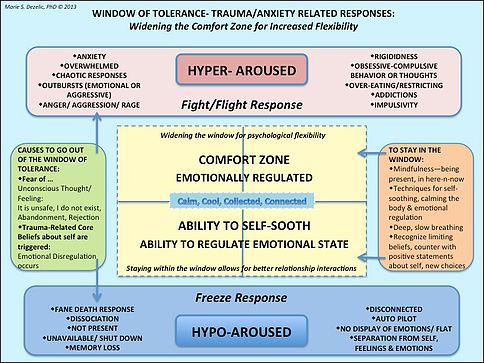 Marie S. Dezelic, PhD © 2013
WINDOW OF TOLERANCE- TRAUMA/ANXIETY RELATED RESPONSES:
Widening the Comfort Zone for Increased Flexibility
•ANXIETY
•OVERWHELMED
•CHAOTIC RESPONSES
•OUTBURSTS (EMOTIONAL OR
AGGRESSIVE)
•ANGER/ AGGRESSION/ RAGE
HYPER- AROUSED
Fight/Flight Response
•RIGIDINESS
•OBSESSIVE-COMPULSIVE
BEHAVIOR OR THOUGHTS
•OVER-EATING/RESTRICTING
•ADDICTIONS
•IMPULSIVITY
CAUSES TO GO OUT
OF THE WINDOW OF
TOLERANCE:
•Fear of …
Unconscious Thought/
Feeling:
It is unsafe, I do not exist,
Abandonment, Rejection
•Trauma-Related Core
Beliefs about self are
triggered:
Emotional Disregulation
occurs
Widening the window for psychological flexibility
COMFORT ZONE
EMOTIONALLY REGULATED
Calm, Cool, Collected, Connected
ABILITY TO SELF-SOOTH
ABILITY TO REGULATE EMOTIONAL STATE
Staying within the window allows for better relationship interactions
TO STAY IN THE
WINDOW:
•Mindfulness—being
present, in here-n-now
•Techniques for self-
soothing, calming the
body & emotional
regulation
•Deep, slow breathing
•Recognize limiting
beliefs, counter with
positive statements
about self, new choices
Freeze Response
•FANE DEATH RESPONSE
•DISSOCIATION
•NOT PRESENT
•UNAVAILABLE/ SHUT DOWN
•MEMORY LOSS
HYPO-AROUSED
•DISCONNECTED
•AUTO PILOT
•NO DISPLAY OF EMOTIONS/ FLAT
•SEPARATION FROM SELF,
FEELINGS & EMOTIONS